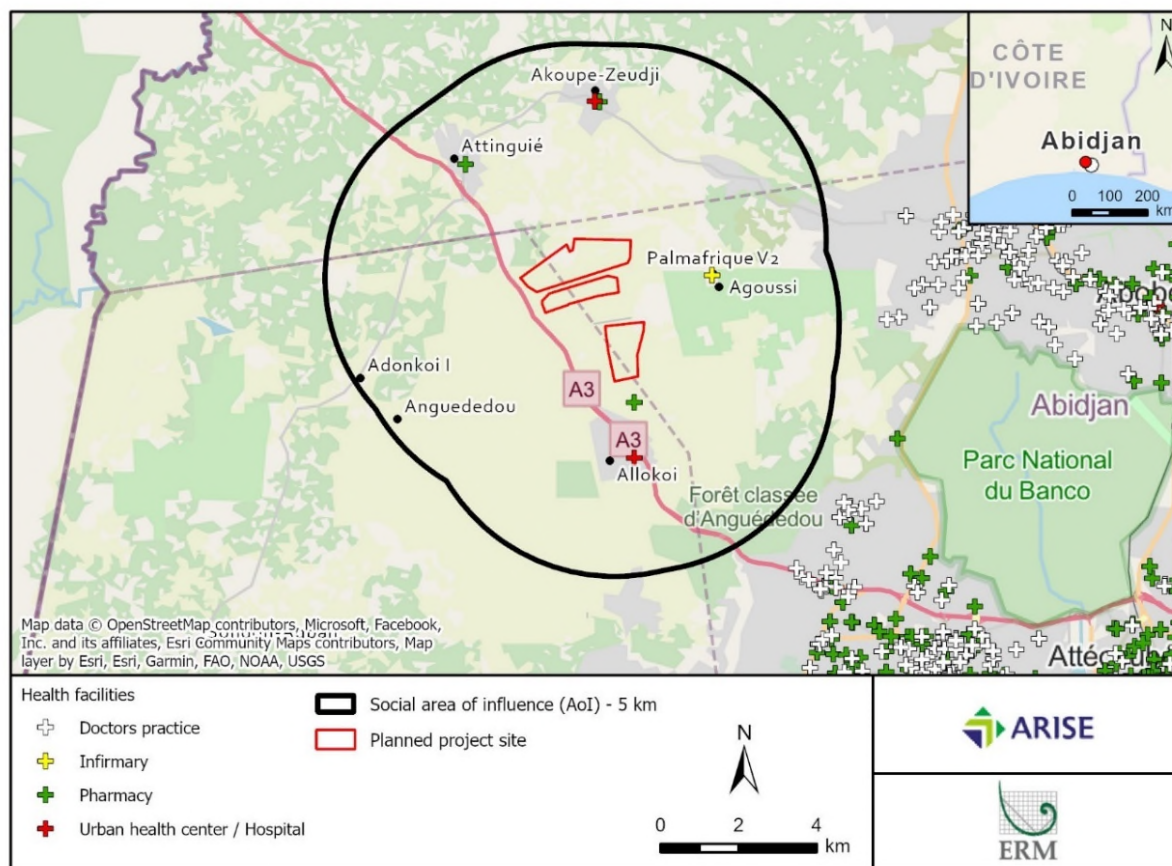 Akoupe-Zeudji
Attinguié
Palmafrique V2
Agoussi
Adonkoi I
Anguededou
A3
A3
Allokoi
Forêt classée
d'Anguédédou
Abidjan
Parc National
du Banco
N
CÔTE
D'IVOIRE
Abidjan
0 100 200
km
Map data © OpenStreetMap contributors, Microsoft, Facebook,
Inc. and its affiliates, Esri Community Maps contributors, Map
layer by Esri, Esri, Garmin, FAO, NOAA, USGS
Health facilities
Doctors practice
Infirmary
Pharmacy
Urban health center / Hospital
Social area of influence (AoI) - 5 km
Planned project site
N
0 2 4
km
ARISE
ERM